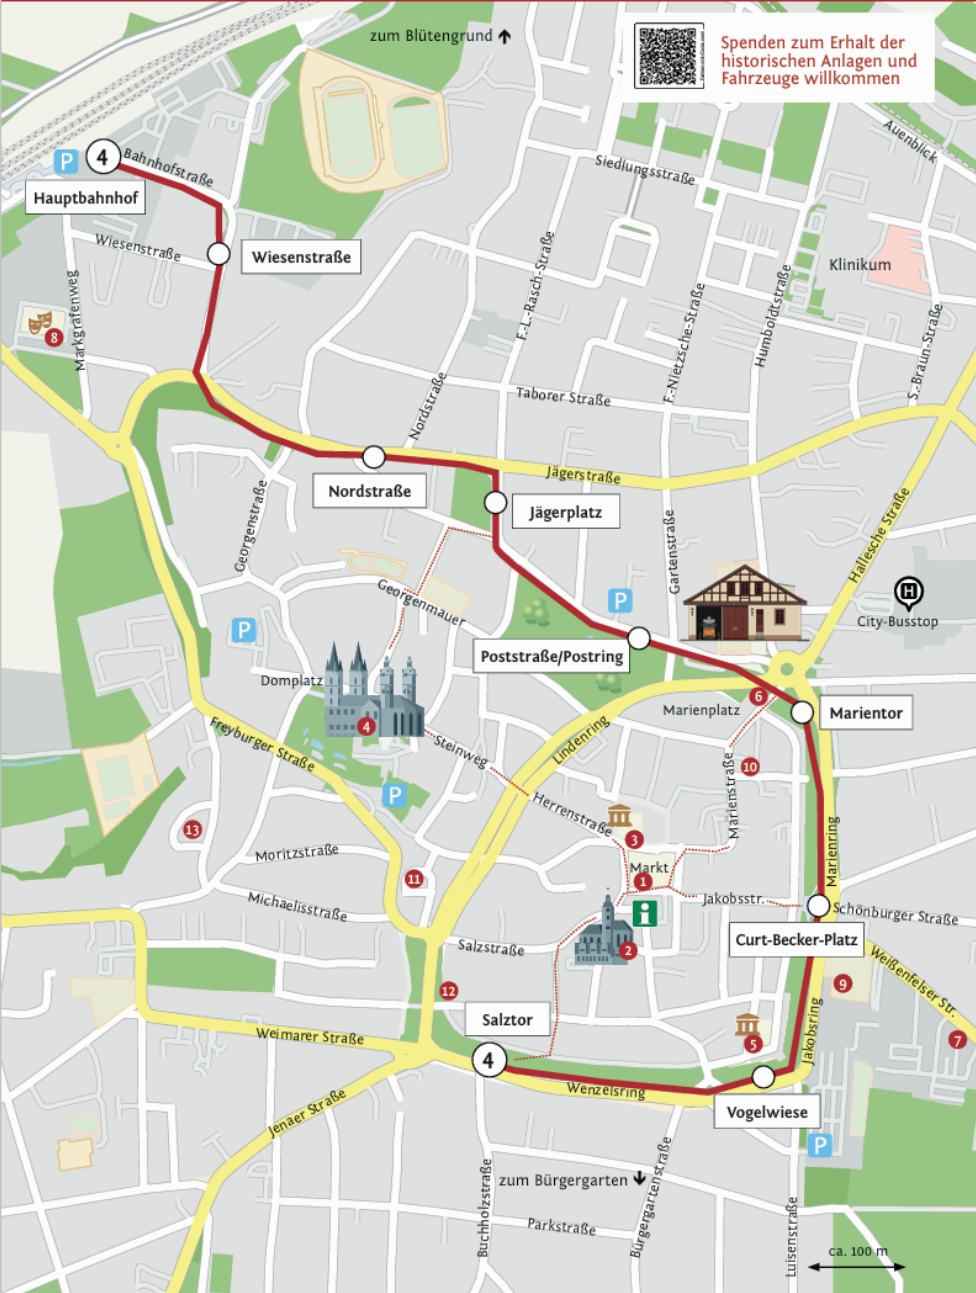 zum Blütengrund
Spenden zum Erhalt der
historischen Anlagen und
Fahrzeuge willkommen
Auenblick
P
4
Bahnhofstraße
Hauptbahnhof
Siedlungsstraße
Wiesenstraße
Wiesenstraße
Klinikum
Markgrafenweg
8
F.-L.-Rasch-Straße
F.-Nietzsche-Straße
Humboldtstraße
S.-Braun-Straße
Taborer Straße
Nordstraße
Jägerstraße
Nordstraße
Jägerplatz
Georgenstraße
Gartenstraße
Hallesche Straße
H
City-Busstop
Georgenmauer
P
P
Poststraße/Postring
Domplatz
4
6
Marienplatz
Marientor
Freyburger Straße
Steinweg
Lindenring
10
Marienstraße
P
Herrenstraße
13
3
Marienring
Moritzstraße
Markt
11
1
Jakobsstr.
Michaelisstraße
i
Schönburger Straße
Salzstraße
2
Curt-Becker-Platz
Weißenfelser Str.
12
9
Salztor
Jakobsring
Weimarer Straße
5
7
4
Wenzelsring
Jenaer Straße
Vogelwiese
P
zum Bürgergarten
Buchholzstraße
Bürgergartenstraße
Parkstraße
Luisenstraße
ca. 100 m